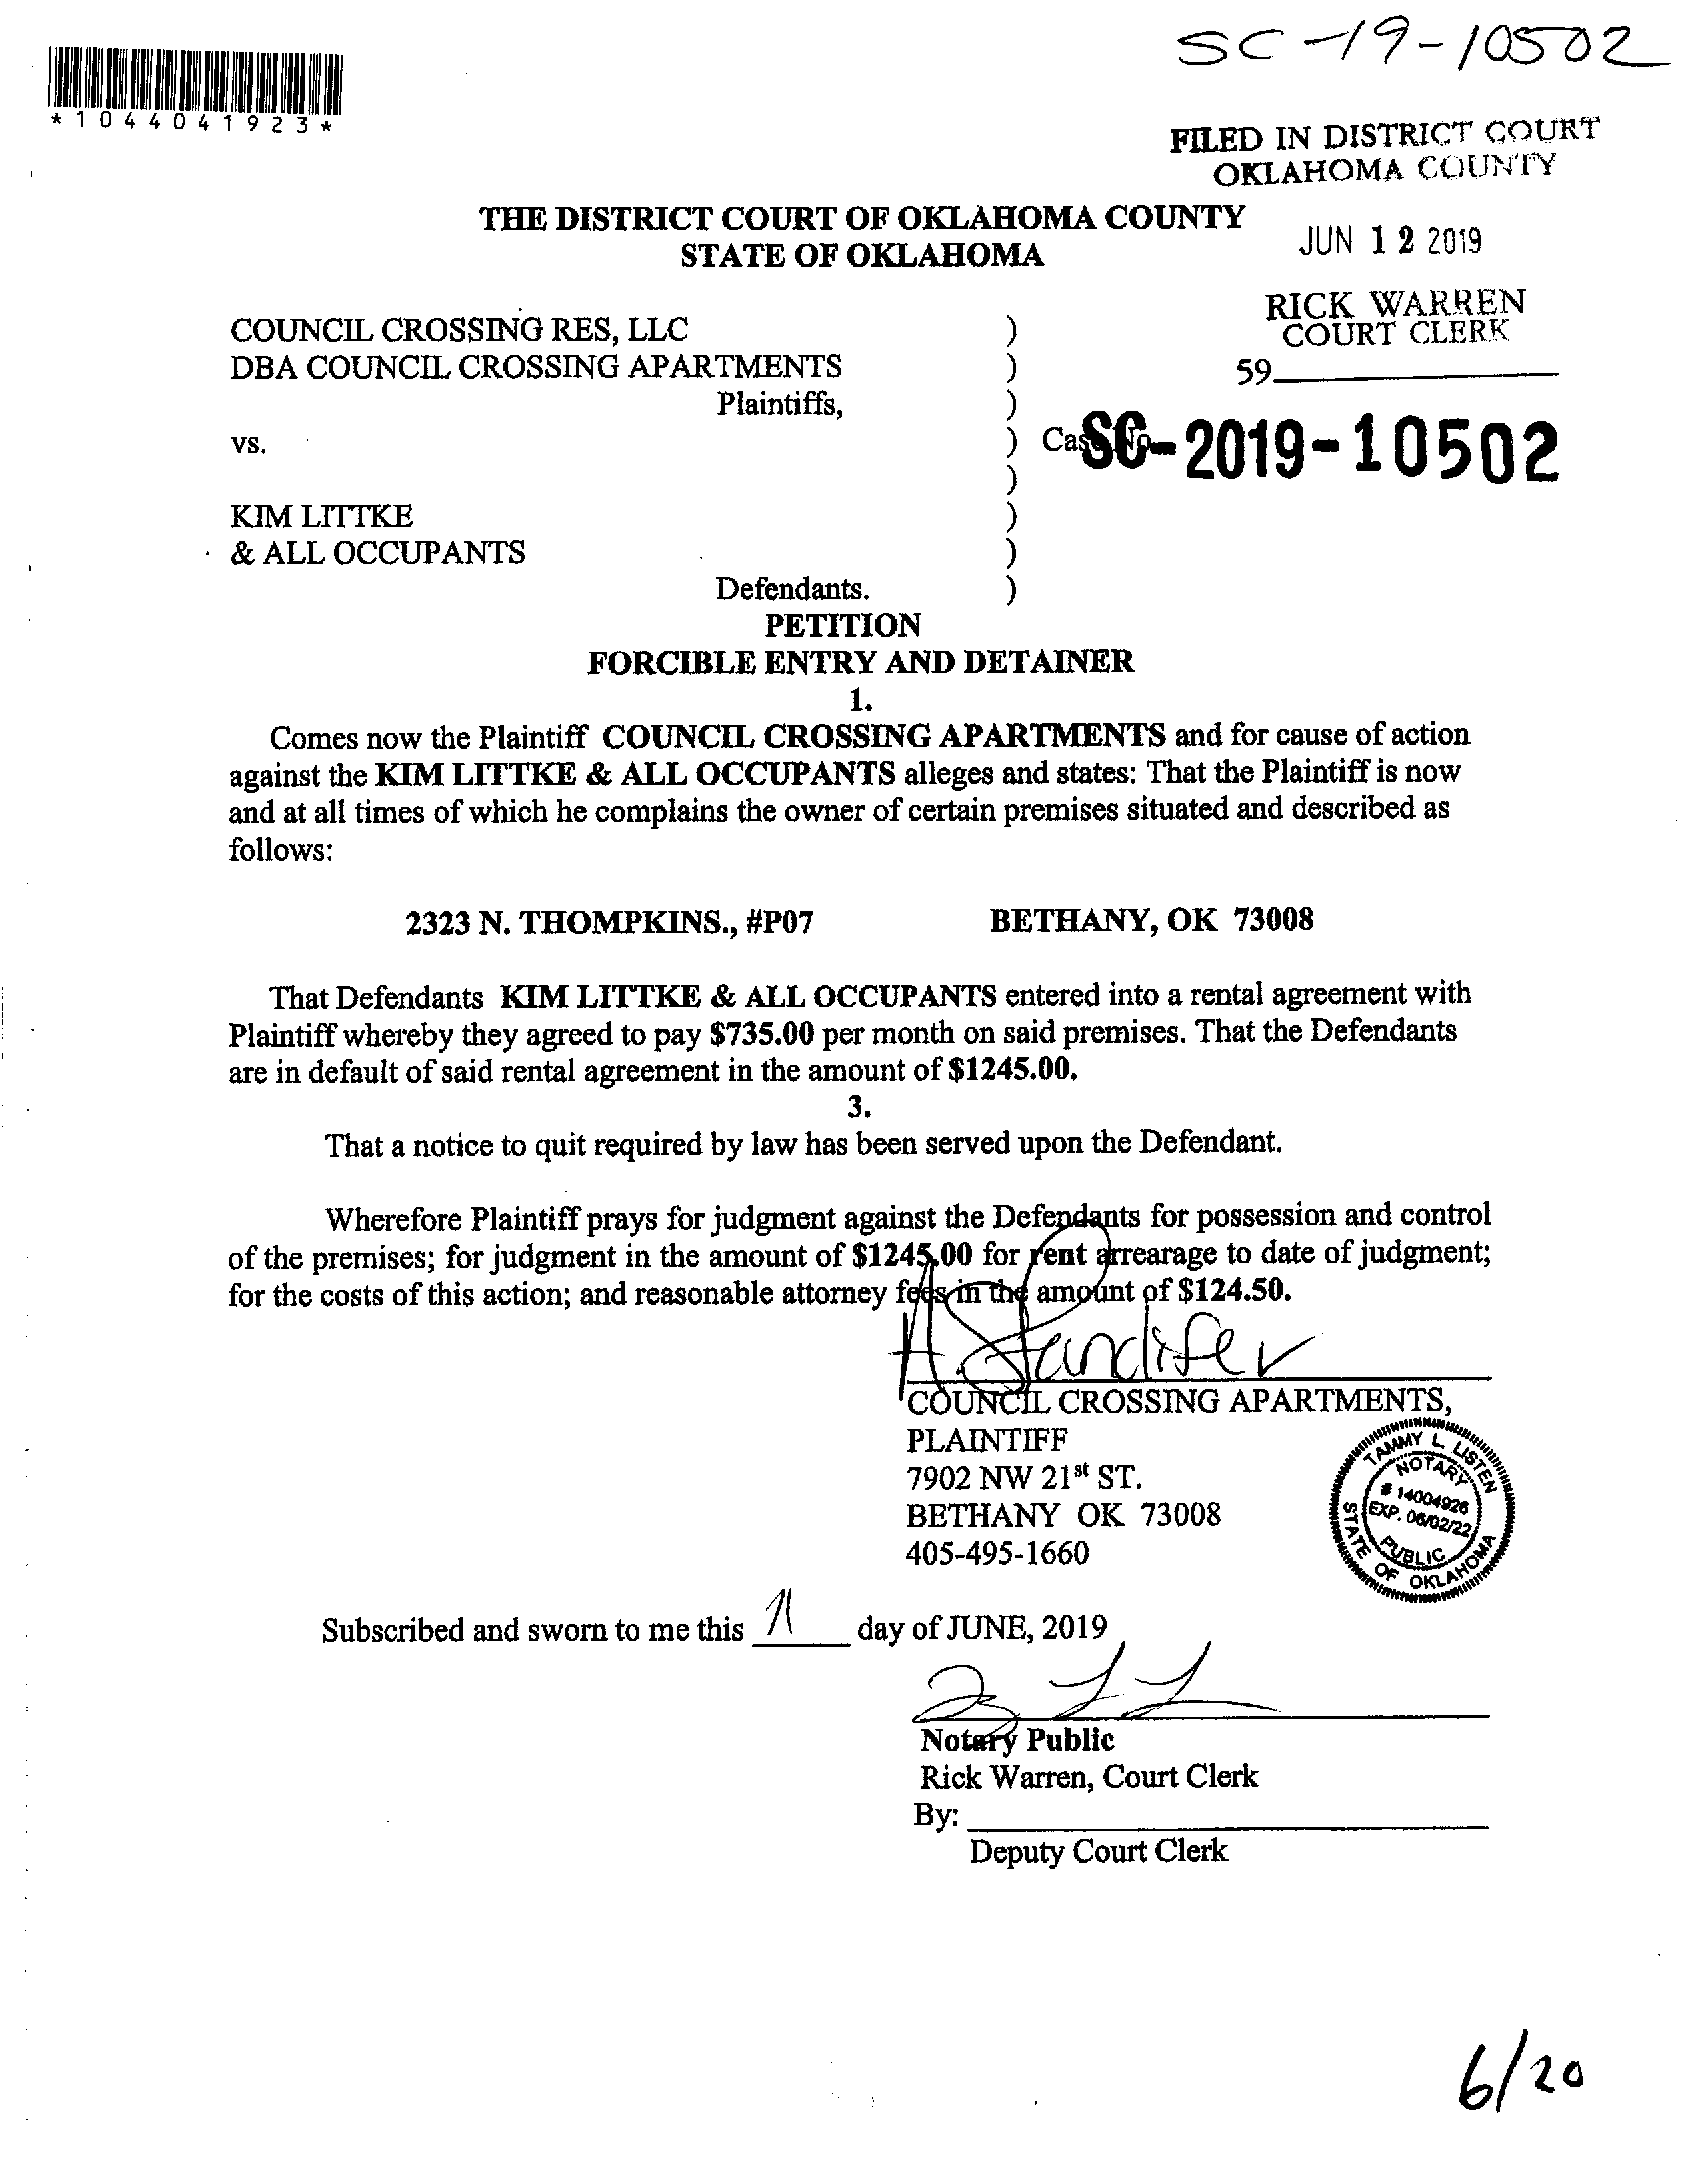 SC-19-10502
*1044041923*
FILED IN DISTRICT COURT
OKLAHOMA COUNTY
THE DISTRICT COURT OF OKLAHOMA COUNTY
STATE OF OKLAHOMA
JUN 12 2019
RICK WARREN
COURT CLERK
59
COUNCIL CROSSING RES, LLC )
DBA COUNCIL CROSSING APARTMENTS )
Plaintiffs, )
vs. ) Case No. SC-2019-10502
)
KIM LITTKE )
& ALL OCCUPANTS )
Defendants. )
PETITION
FORCIBLE ENTRY AND DETAINER
1.
Comes now the Plaintiff COUNCIL CROSSING APARTMENTS and for cause of action
against the KIM LITTKE & ALL OCCUPANTS alleges and states: That the Plaintiff is now
and at all times of which he complains the owner of certain premises situated and described as
follows:
2323 N. THOMPKINS., #P07 BETHANY, OK 73008
That Defendants KIM LITTKE & ALL OCCUPANTS entered into a rental agreement with
Plaintiff whereby they agreed to pay $735.00 per month on said premises. That the Defendants
are in default of said rental agreement in the amount of $1245.00.
3.
That a notice to quit required by law has been served upon the Defendant.
Wherefore Plaintiff prays for judgment against the Defendants for possession and control
of the premises; for judgment in the amount of $1245.00 for rent arrearage to date of judgment;
for the costs of this action; and reasonable attorney fees in the amount of $124.50.
A Standifer
COUNCIL CROSSING APARTMENTS,
PLAINTIFF
7902 NW 21st ST.
BETHANY OK 73008
405-495-1660
TAMMY L. LISTEN
NOTARY
# 14004926
EXP. 06/02/22
PUBLIC
STATE OF OKLAHOMA
Subscribed and sworn to me this 11 day of JUNE, 2019
Notary Public
Rick Warren, Court Clerk
By:
Deputy Court Clerk
6/20